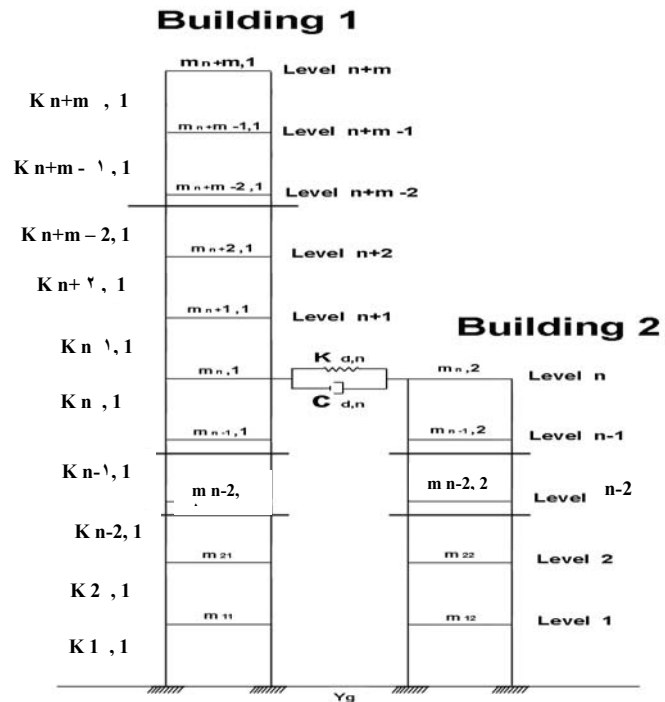 Building 1
m n+m,1
Level n+m
K n+m , 1
m n+m -1,1
Level n+m -1
K n+m - ١ , 1
m n+m -2,1
Level n+m -2
K n+m – 2, 1
m n+2,1
Level n+2
K n+ ٢ , 1
m n+1,1
Level n+1
Building 2
K n ١, 1
K d,n
m n,1
m n,2
Level n
C d,n
K n , 1
m n-1,1
m n-1,2
Level n-1
K n-١, 1
m n-2,
m n-2, 2
Level n-2
K n-2, 1
m 21
m 22
Level 2
K 2 , 1
m 11
m 12
Level 1
K 1 , 1
Yg